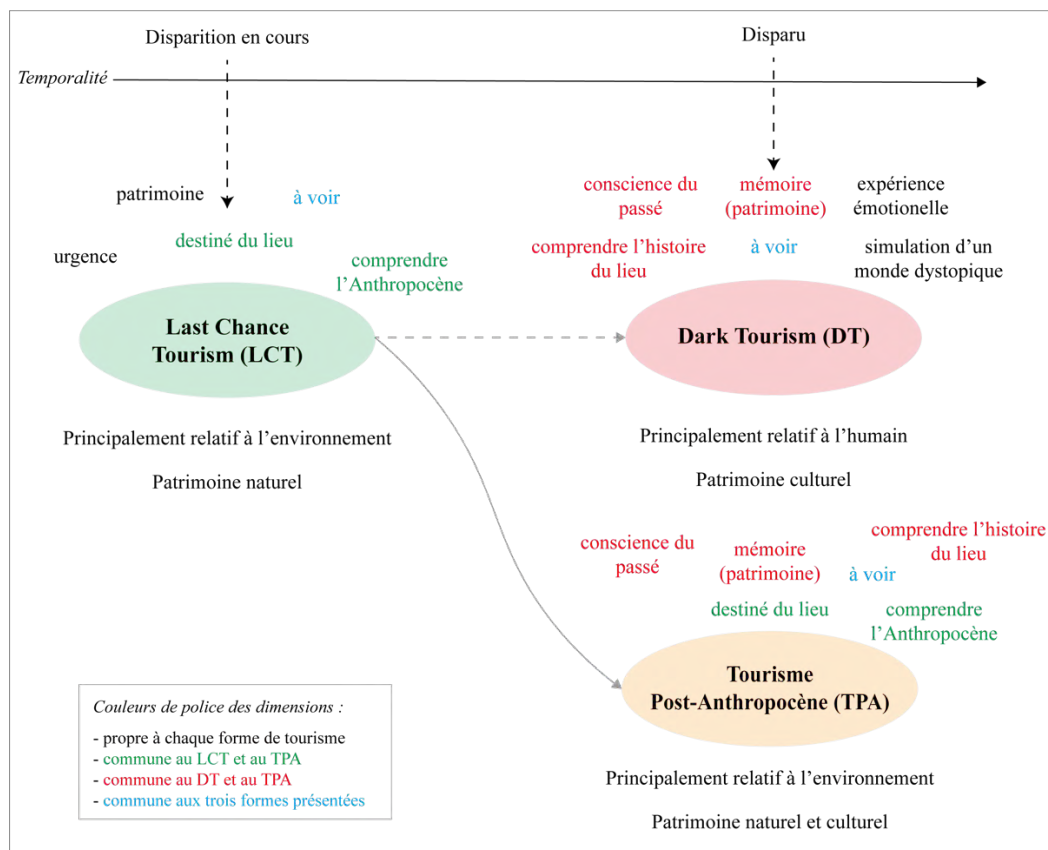 Disparition en cours
Disparu
Temporalité
patrimoine
à voir
urgence
destiné du lieu
comprendre
l’Anthropocène
Last Chance
Tourism (LCT)
Principalement relatif à l’environnement
Patrimoine naturel
conscience du
passé
mémoire
(patrimoine)
expérience
émotionelle
comprendre l’histoire
du lieu
à voir
simulation d’un
monde dystopique
Dark Tourism (DT)
Principalement relatif à l’humain
Patrimoine culturel
conscience du
passé
mémoire
(patrimoine)
à voir
comprendre l’histoire
du lieu
destiné du lieu
comprendre
l’Anthropocène
Tourisme
Post-Anthropocène (TPA)
Principalement relatif à l’environnement
Patrimoine naturel et culturel
Couleurs de police des dimensions :
- propre à chaque forme de tourisme
- commune au LCT et au TPA
- commune au DT et au TPA
- commune aux trois formes présentées